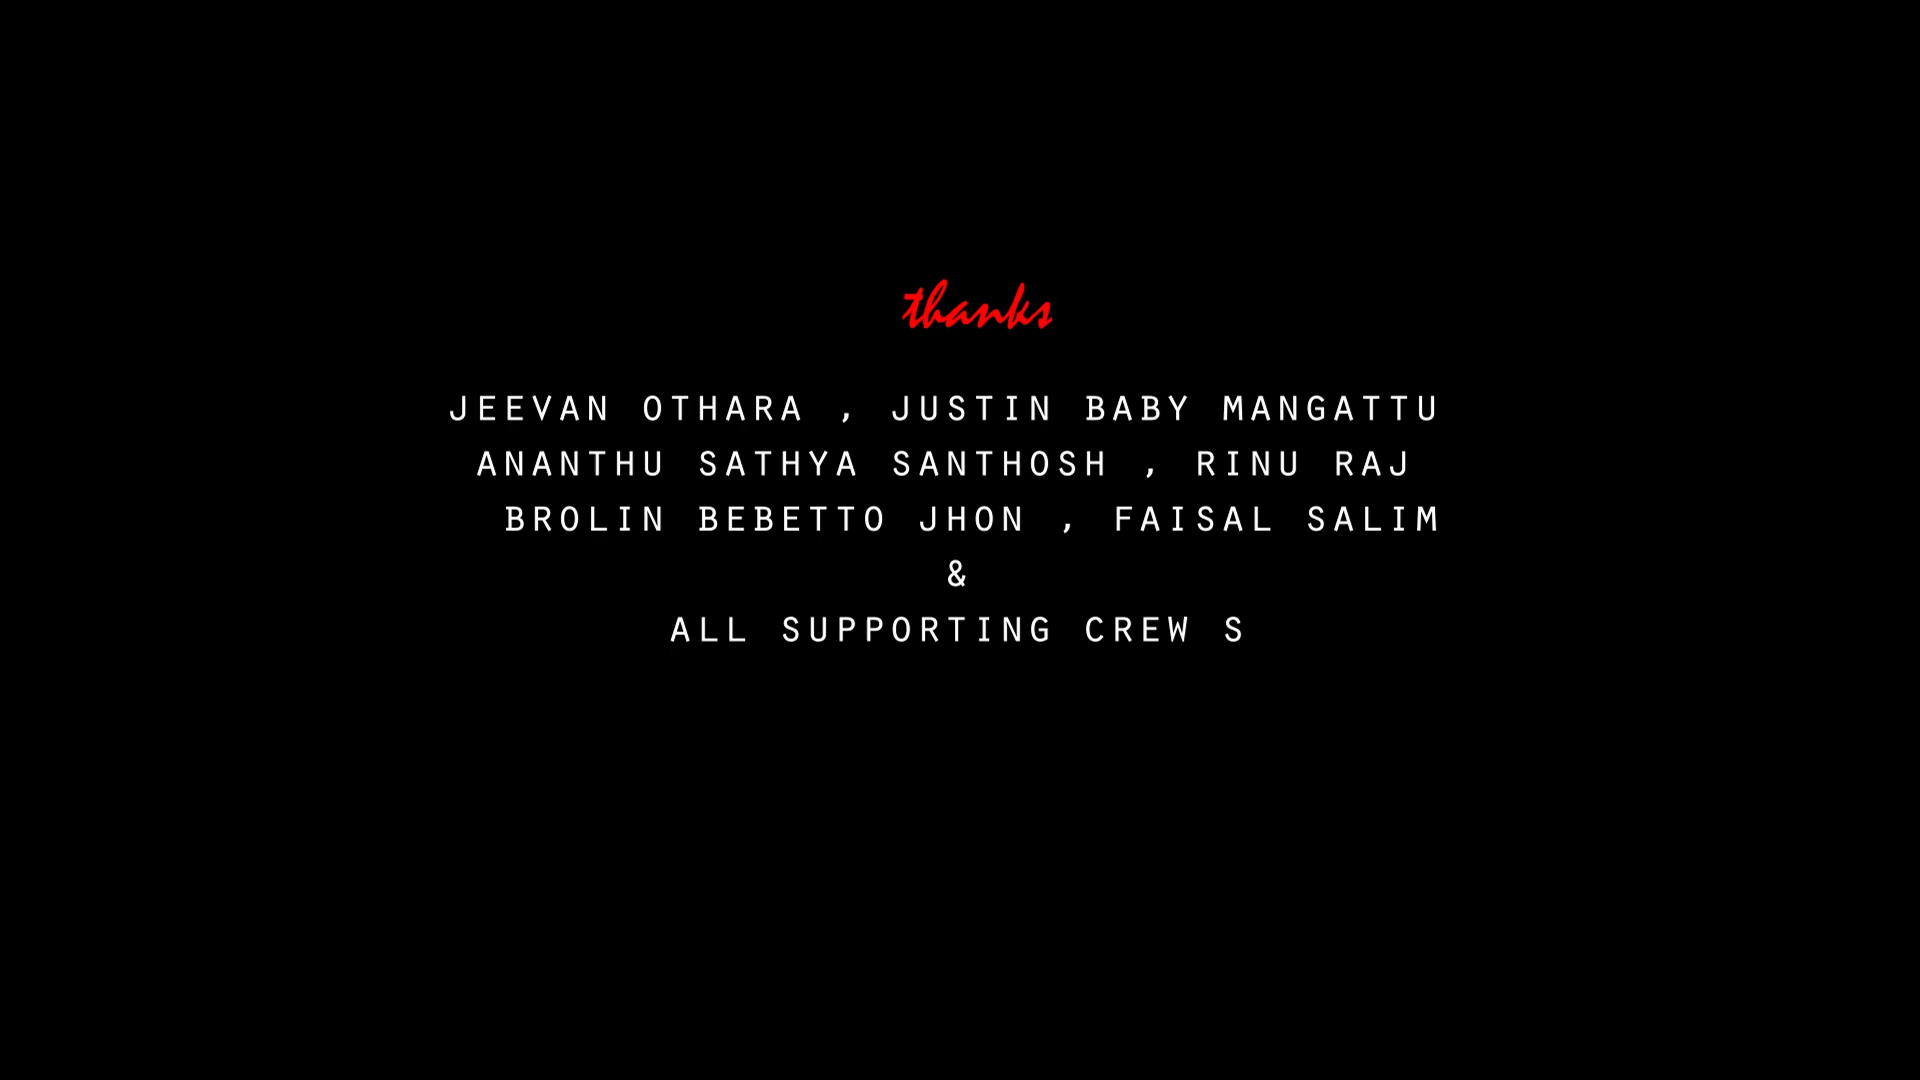 thanks
JEEVAN OTHARA , JUSTIN BABY MANGATTU
ANANTHU SATHYA SANTHOSH , RINU RAJ
BROLIN BEBETTO JHON , FAISAL SALIM
&
ALL SUPPORTING CREW S